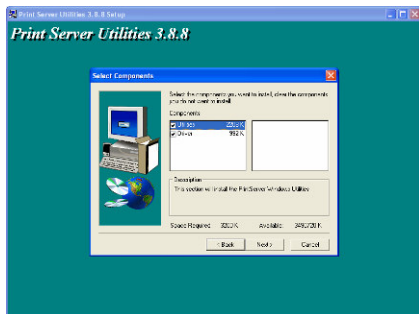 Print Server Utilities 3.8.8 Setup
Print Server Utilities 3.8.8
Select Components
Select the components you want to install, clear the components
you do not want to install.
Components
Utilities
Driver 992 K
Description
This section will install the PrintServer Windows Utilities
Space Required:
Available:
< Back
Next >
Cancel